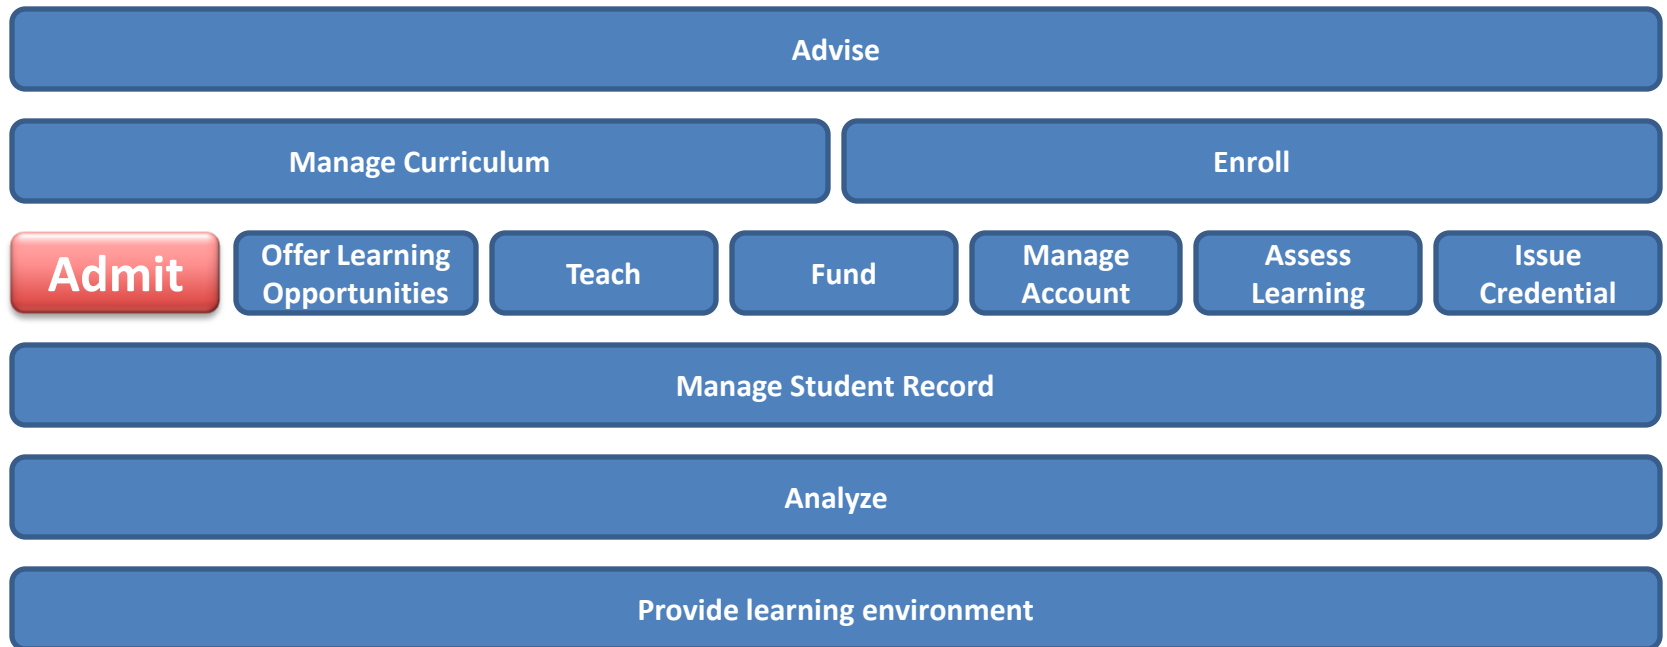 Advise
Manage Curriculum
Enroll
Admit
Offer Learning
Opportunities
Teach
Fund
Manage
Account
Assess
Learning
Issue
Credential
Manage Student Record
Analyze
Provide learning environment